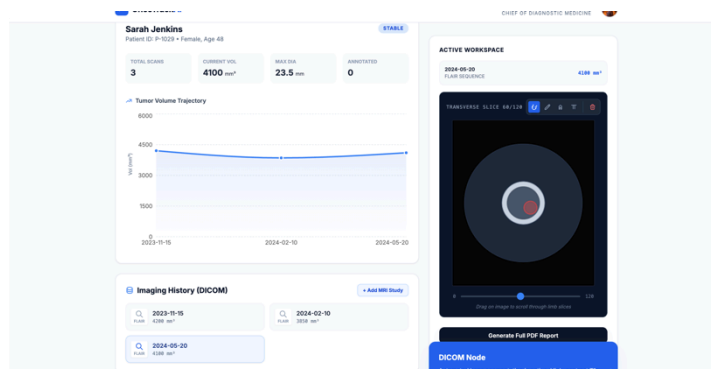 CHIEF OF DIAGNOSTIC MEDICINE
Sarah Jenkins
STABLE
Patient ID: P-1029 • Female, Age 48
TOTAL SCANS
3
CURRENT VOL
4100 mm³
MAX DIA
23.5 mm
ANNOTATED
0
Tumor Volume Trajectory
6000
4500
3000
1500
0
Vol (mm³)
2023-11-15
2024-02-10
2024-05-20
Imaging History (DICOM)
+ Add MRI Study
2023-11-15
FLAIR
4200 mm³
2024-02-10
FLAIR
3850 mm³
2024-05-20
FLAIR
4100 mm³
ACTIVE WORKSPACE
2024-05-20
FLAIR SEQUENCE
4100 mm³
TRANSVERSE SLICE 60/120
0
120
Drag on image to scroll through time slices
Generate Full PDF Report
DICOM Node